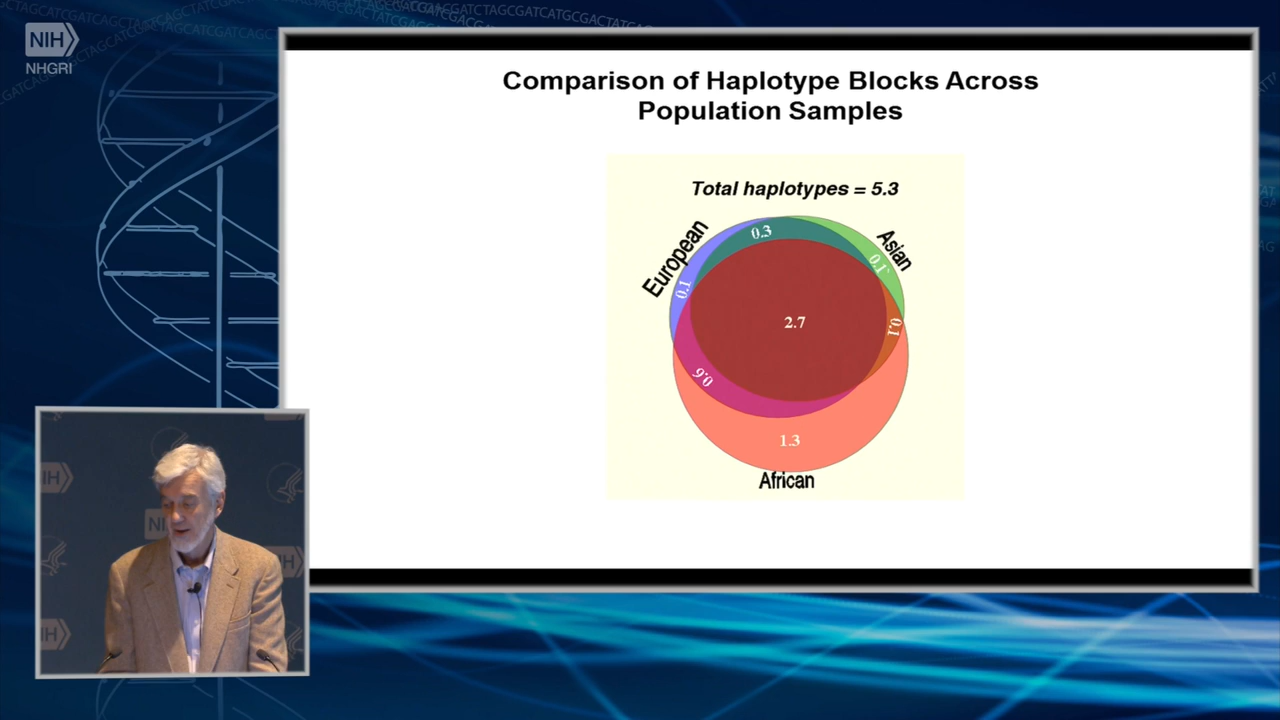 NIH
NHGRI
Comparison of Haplotype Blocks Across
Population Samples
Total haplotypes = 5.3
European
Asian
0.3
0.1
0.1
2.7
0.1
0.6
1.3
African